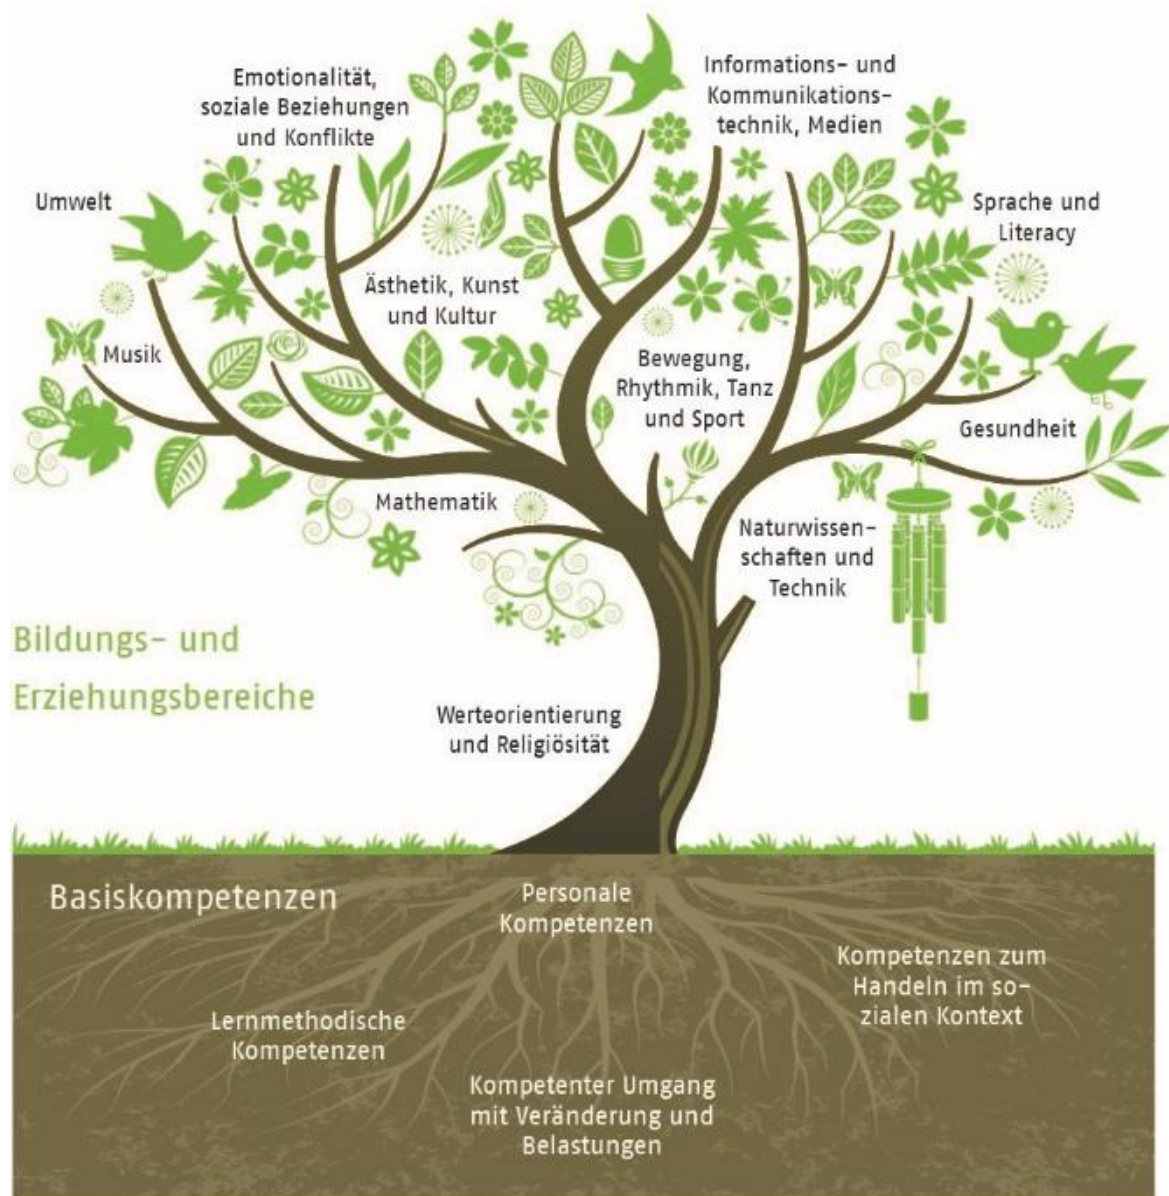 Emotionalität,
soziale Beziehungen
und Konflikte
Informations- und
Kommunikations-
technik, Medien
Umwelt
Sprache und
Literacy
Ästhetik, Kunst
und Kultur
Musik
Bewegung,
Rhythmik, Tanz
und Sport
Gesundheit
Mathematik
Naturwissen-
schaften und
Technik
Bildungs- und
Erziehungsbereiche
Werteorientierung
und Religiösität
Basiskompetenzen
Personale
Kompetenzen
Kompetenzen zum
Handeln im so-
zialen Kontext
Lernmethodische
Kompetenzen
Kompetenter Umgang
mit Veränderung und
Belastungen